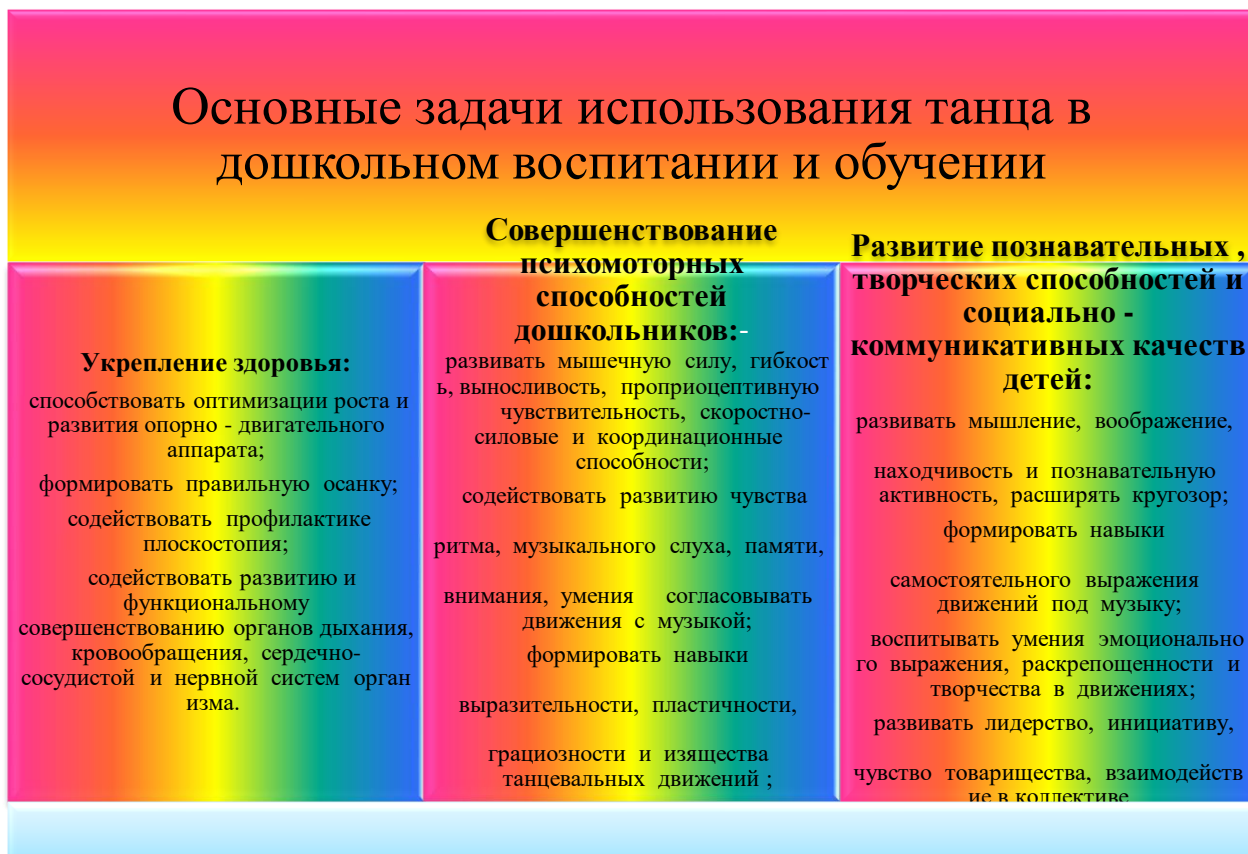 Основные задачи использования танца в
дошкольном воспитании и обучении
Укрепление здоровья:
способствовать оптимизации роста и
развития опорно - двигательного
аппарата;
формировать правильную осанку;
содействовать профилактике
плоскостопия;
содействовать развитию и
функциональному
совершенствованию органов дыхания,
кровообращения, сердечно-
сосудистой и нервной систем орган
изма.
Совершенствование
психомоторных
способностей
дошкольников:-
развивать мышечную силу, гибкост
ь, выносливость, проприоцептивную
чувствительность, скоростно-
силовые и координационные
способности;
содействовать развитию чувства
ритма, музыкального слуха, памяти,
внимания, умения согласовывать
движения с музыкой;
формировать навыки
выразительности, пластичности,
грациозности и изящества
танцевальных движений ;
Развитие познавательных ,
творческих способностей и
социально -
коммуникативных качеств
детей:
развивать мышление, воображение,
находчивость и познавательную
активность, расширять кругозор;
формировать навыки
самостоятельного выражения
движений под музыку;
воспитывать умения эмоционально
го выражения, раскрепощенности и
творчества в движениях;
развивать лидерство, инициативу,
чувство товарищества, взаимодейств
ие в коллективе